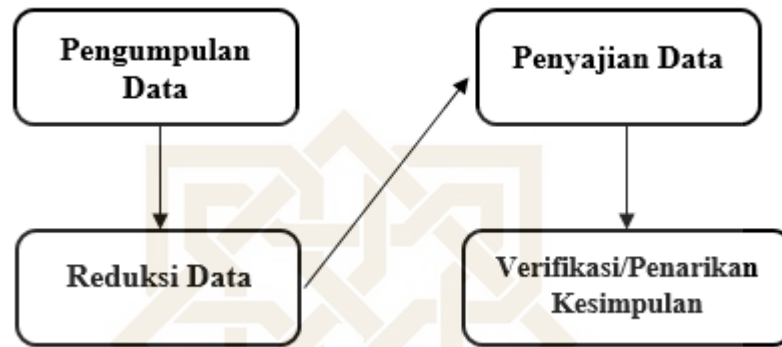 Pengumpulan
Data
Reduksi Data
Penyajian Data
Verifikasi/Penarikan
Kesimpulan